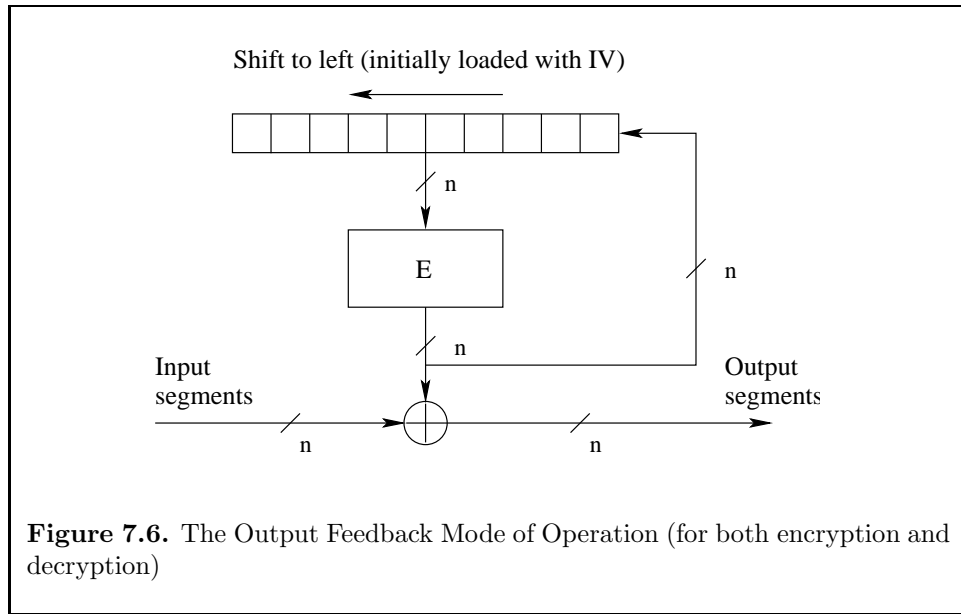 Shift to left (initially loaded with IV)
n
E
n
n
Input
segments
Output
segments
n
n
Figure 7.6. The Output Feedback Mode of Operation (for both encryption and
decryption)